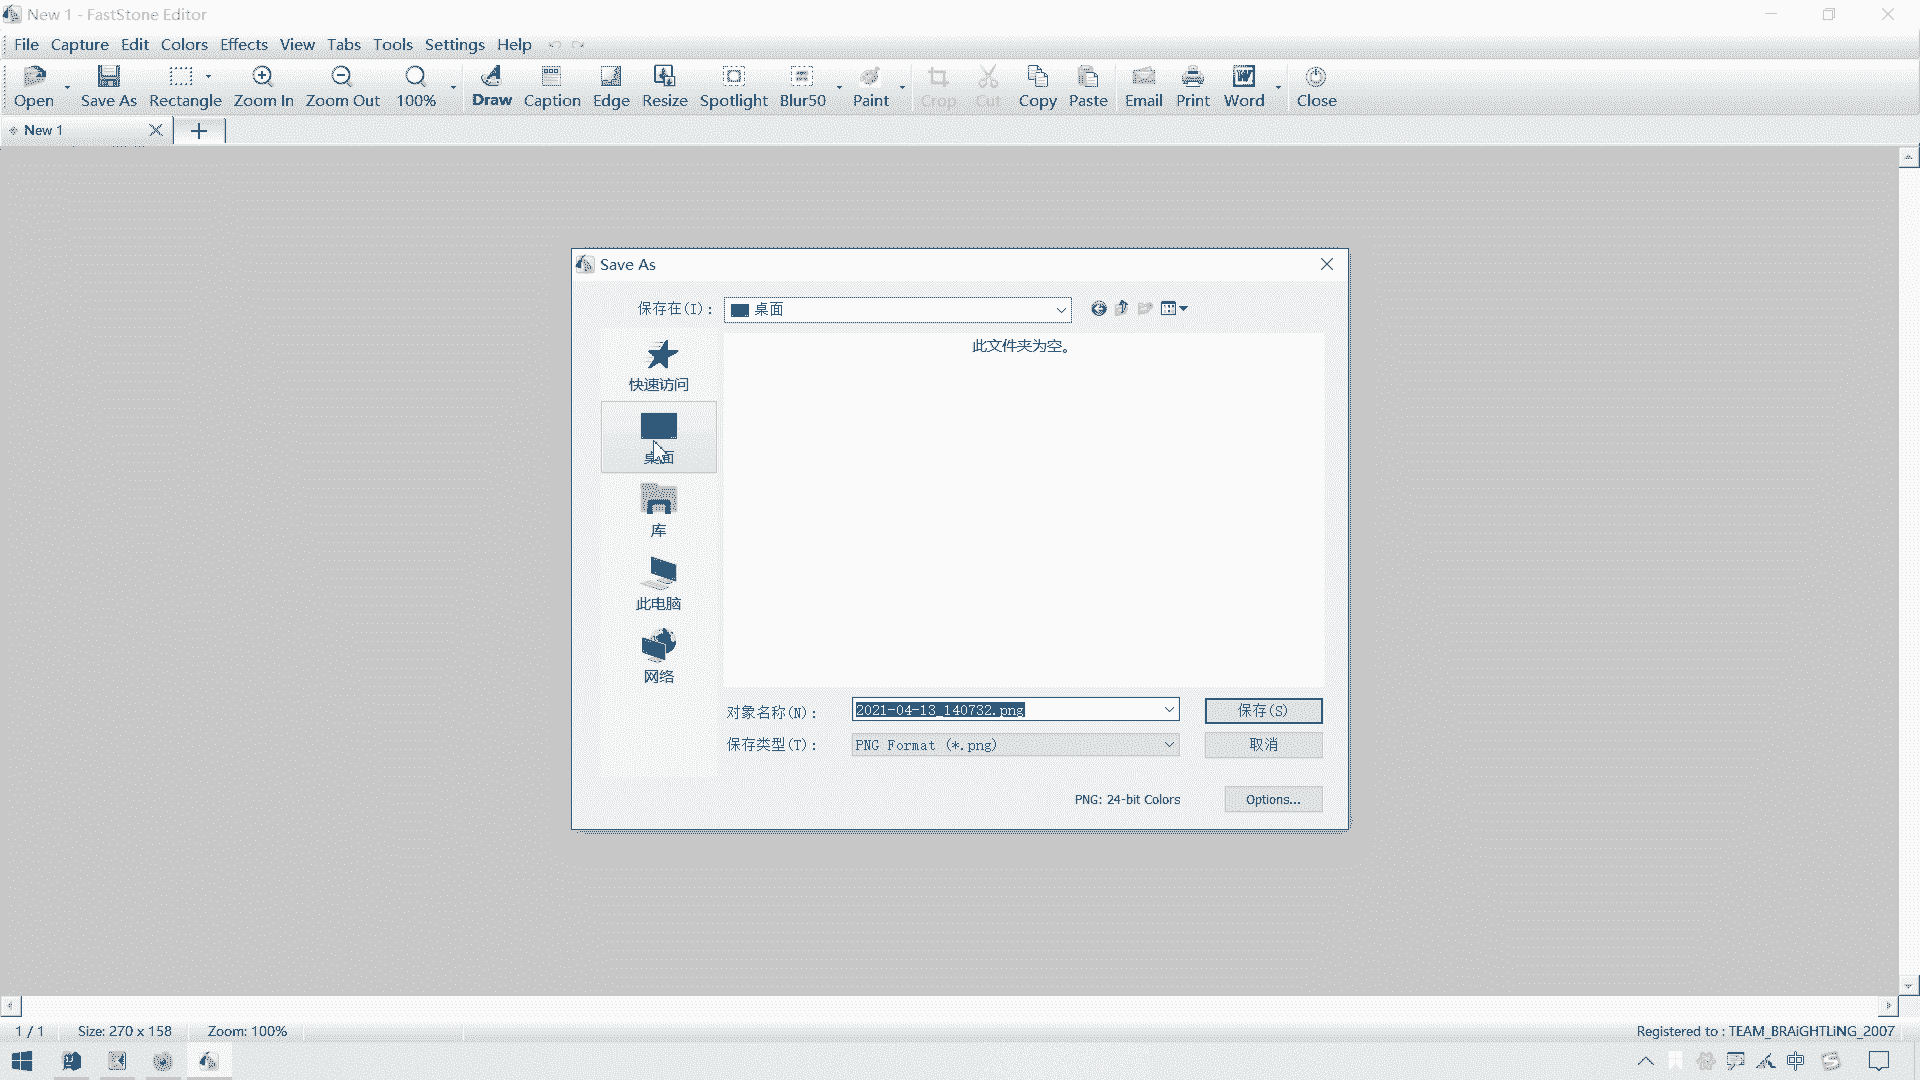 New 1 - FastStone Editor
File Capture Edit Colors Effects View Tabs Tools Settings Help
Open Save As Rectangle Zoom In Zoom Out 100% Draw Caption Edge Resize Spotlight Blur50 Paint Crop Cut Copy Paste Email Print Word Close
New 1
Save As
保存在(I):
桌面
快速访问
此文件夹为空。
桌面
库
此电脑
网络
对象名称(N):
2021-04-13_140732.png
保存(S)
保存类型(T):
PNG Format (*.png)
取消
PNG: 24-bit Colors
Options...
1 / 1 Size: 270 x 158 Zoom: 100%
Registered to : TEAM_BRAiGHTLiNG_2007
中